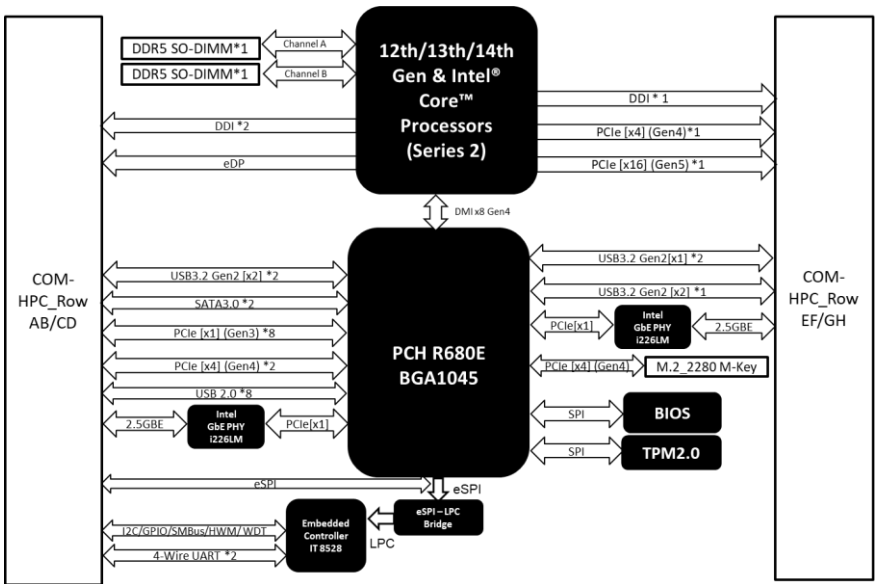 DDR5 SO-DIMM*1
Channel A
DDR5 SO-DIMM*1
Channel B
12th/13th/14th
Gen & Intel®
Core™
Processors
(Series 2)
DDI *2
eDP
DDI * 1
PCIe [x4] (Gen4)*1
PCIe [x16] (Gen5) *1
DMI x8 Gen4
COM-
HPC_Row
AB/CD
USB3.2 Gen2 [x2] *2
SATA3.0 *2
PCIe [x1] (Gen3) *8
PCIe [x4] (Gen4) *2
USB 2.0 *8
2.5GBE
Intel
GbE PHY
i226LM
PCIe[x1]
PCH R680E
BGA1045
USB3.2 Gen2[x1] *2
USB3.2 Gen2 [x2] *1
PCIe[x1]
Intel
GbE PHY
i226LM
2.5GBE
PCIe [x4] (Gen4)
M.2_2280 M-Key
SPI
BIOS
SPI
TPM2.0
COM-
HPC_Row
EF/GH
eSPI
eSPI
eSPI – LPC
Bridge
LPC
Embedded
Controller
IT 8528
I2C/GPIO/SMBus/HWM/ WDT
4-Wire UART *2